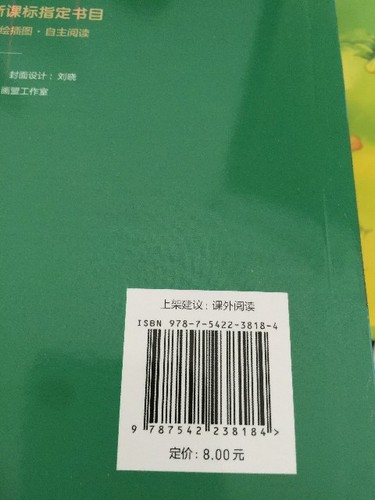 新课标指定书目
绘插图·自主阅读
封面设计：刘晓
画盟工作室
上架建议：课外阅读
ISBN 978-7-5422-3818-4
9 787542 238184 >
定价：8.00元